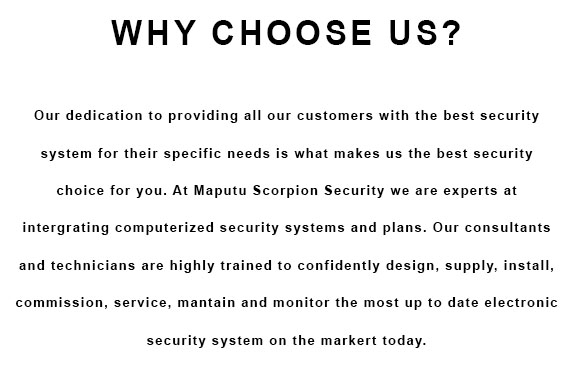 WHY CHOOSE US?
Our dedication to providing all our customers with the best security
system for their specific needs is what makes us the best security
choice for you. At Maputu Scorpion Security we are experts at
intergrating computerized security systems and plans. Our consultants
and technicians are highly trained to confidently design, supply, install,
commission, service, mantain and monitor the most up to date electronic
security system on the markert today.